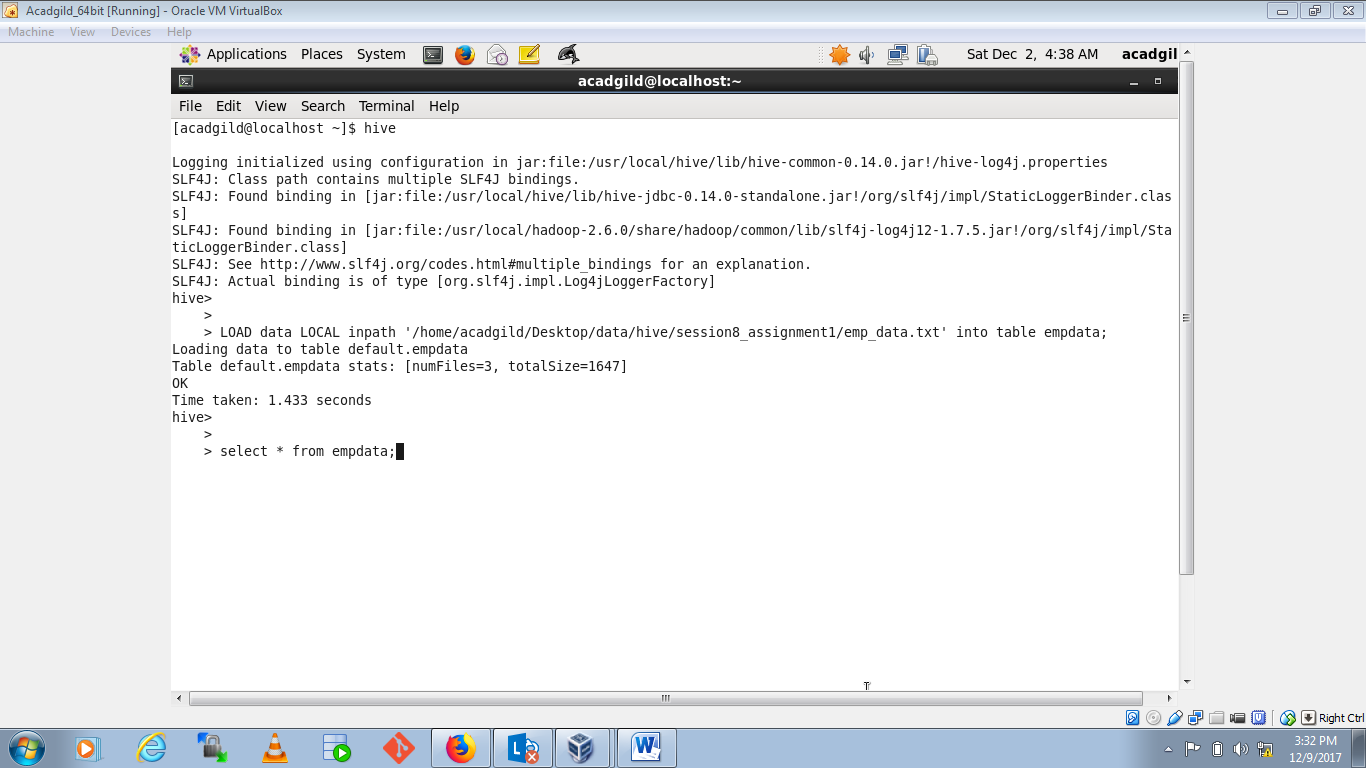 Acadgild_64bit [Running] - Oracle VM VirtualBox
Machine View Devices Help
Applications Places System Sat Dec 2, 4:38 AM acadgil
acadgild@localhost:~
File Edit View Search Terminal Help
[acadgild@localhost ~]$ hive
Logging initialized using configuration in jar:file:/usr/local/hive/lib/hive-common-0.14.0.jar!/hive-log4j.properties
SLF4J: Class path contains multiple SLF4J bindings.
SLF4J: Found binding in [jar:file:/usr/local/hive/lib/hive-jdbc-0.14.0-standalone.jar!/org/slf4j/impl/StaticLoggerBinder.clas
s]
SLF4J: Found binding in [jar:file:/usr/local/hadoop-2.6.0/share/hadoop/common/lib/slf4j-log4j12-1.7.5.jar!/org/slf4j/impl/Sta
ticLoggerBinder.class]
SLF4J: See http://www.slf4j.org/codes.html#multiple_bindings for an explanation.
SLF4J: Actual binding is of type [org.slf4j.impl.Log4jLoggerFactory]
hive>
>
> LOAD data LOCAL inpath '/home/acadgild/Desktop/data/hive/session8_assignment1/emp_data.txt' into table empdata;
Loading data to table default.empdata
Table default.empdata stats: [numFiles=3, totalSize=1647]
OK
Time taken: 1.433 seconds
hive>
>
> select * from empdata;
Right Ctrl
3:32 PM
12/9/2017